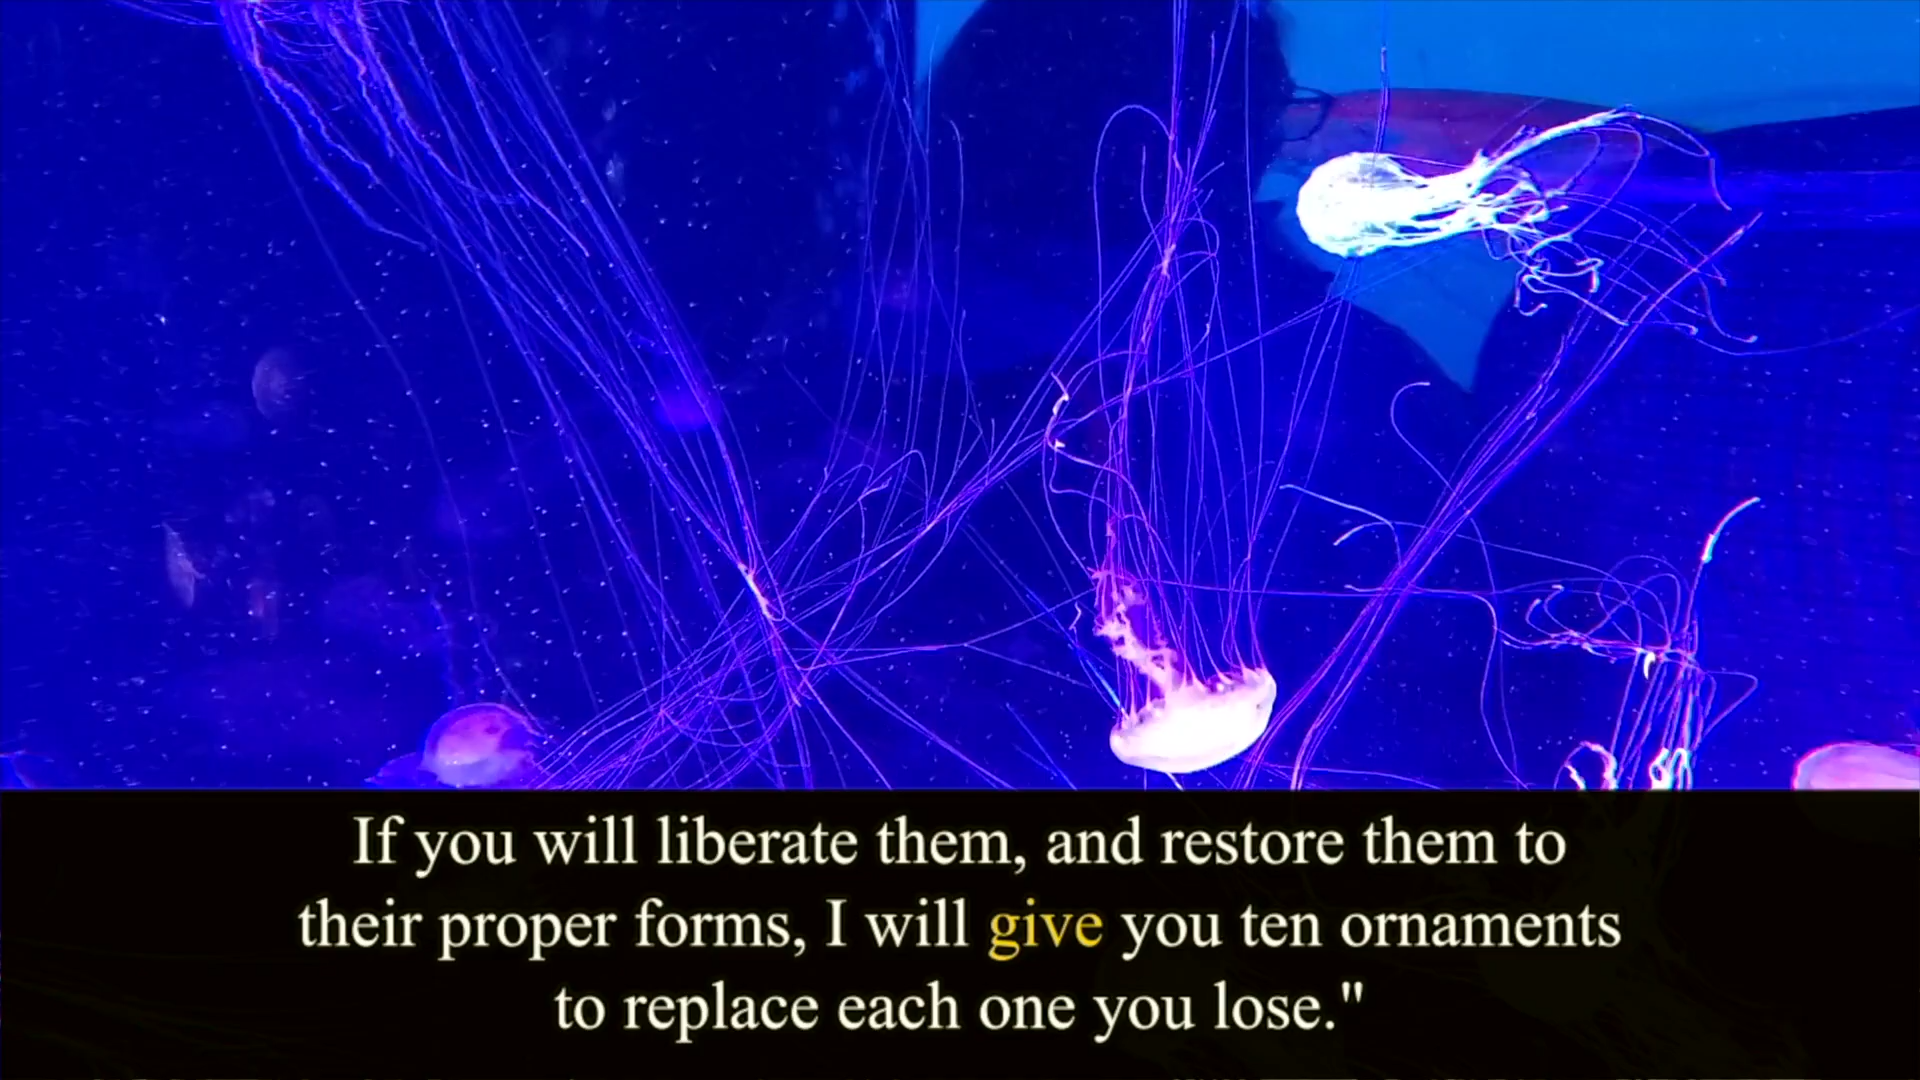 If you will liberate them, and restore them to
their proper forms, I will give you ten ornaments
to replace each one you lose."